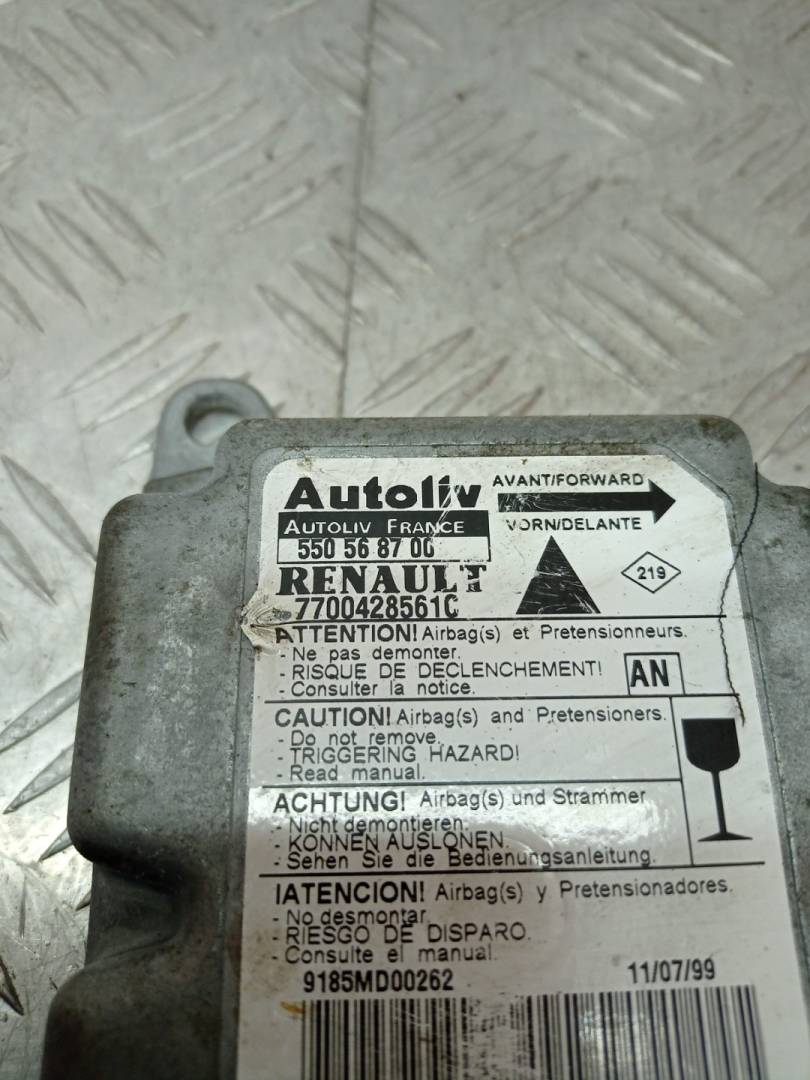 Autoliv
AVANT/FORWARD
AUTOLIV FRANCE
VORN/DELANTE
550 56 87 00
RENAULT
219
7700428561C
ATTENTION! Airbag(s) et Pretensionneurs.
- Ne pas demonter.
- RISQUE DE DECLENCHEMENT!
- Consulter la notice.
AN
CAUTION! Airbag(s) and Pretensioners.
- Do not remove.
- TRIGGERING HAZARD!
- Read manual.
ACHTUNG! Airbag(s) und Strammer
- Nicht demontieren.
- KONNEN AUSLONEN.
- Sehen Sie die Bedienungsanleitung.
!ATENCION! Airbag(s) y Pretensionadores.
- No desmontar.
- RIESGO DE DISPARO.
- Consulte el manual.
9185MD00262 11/07/99